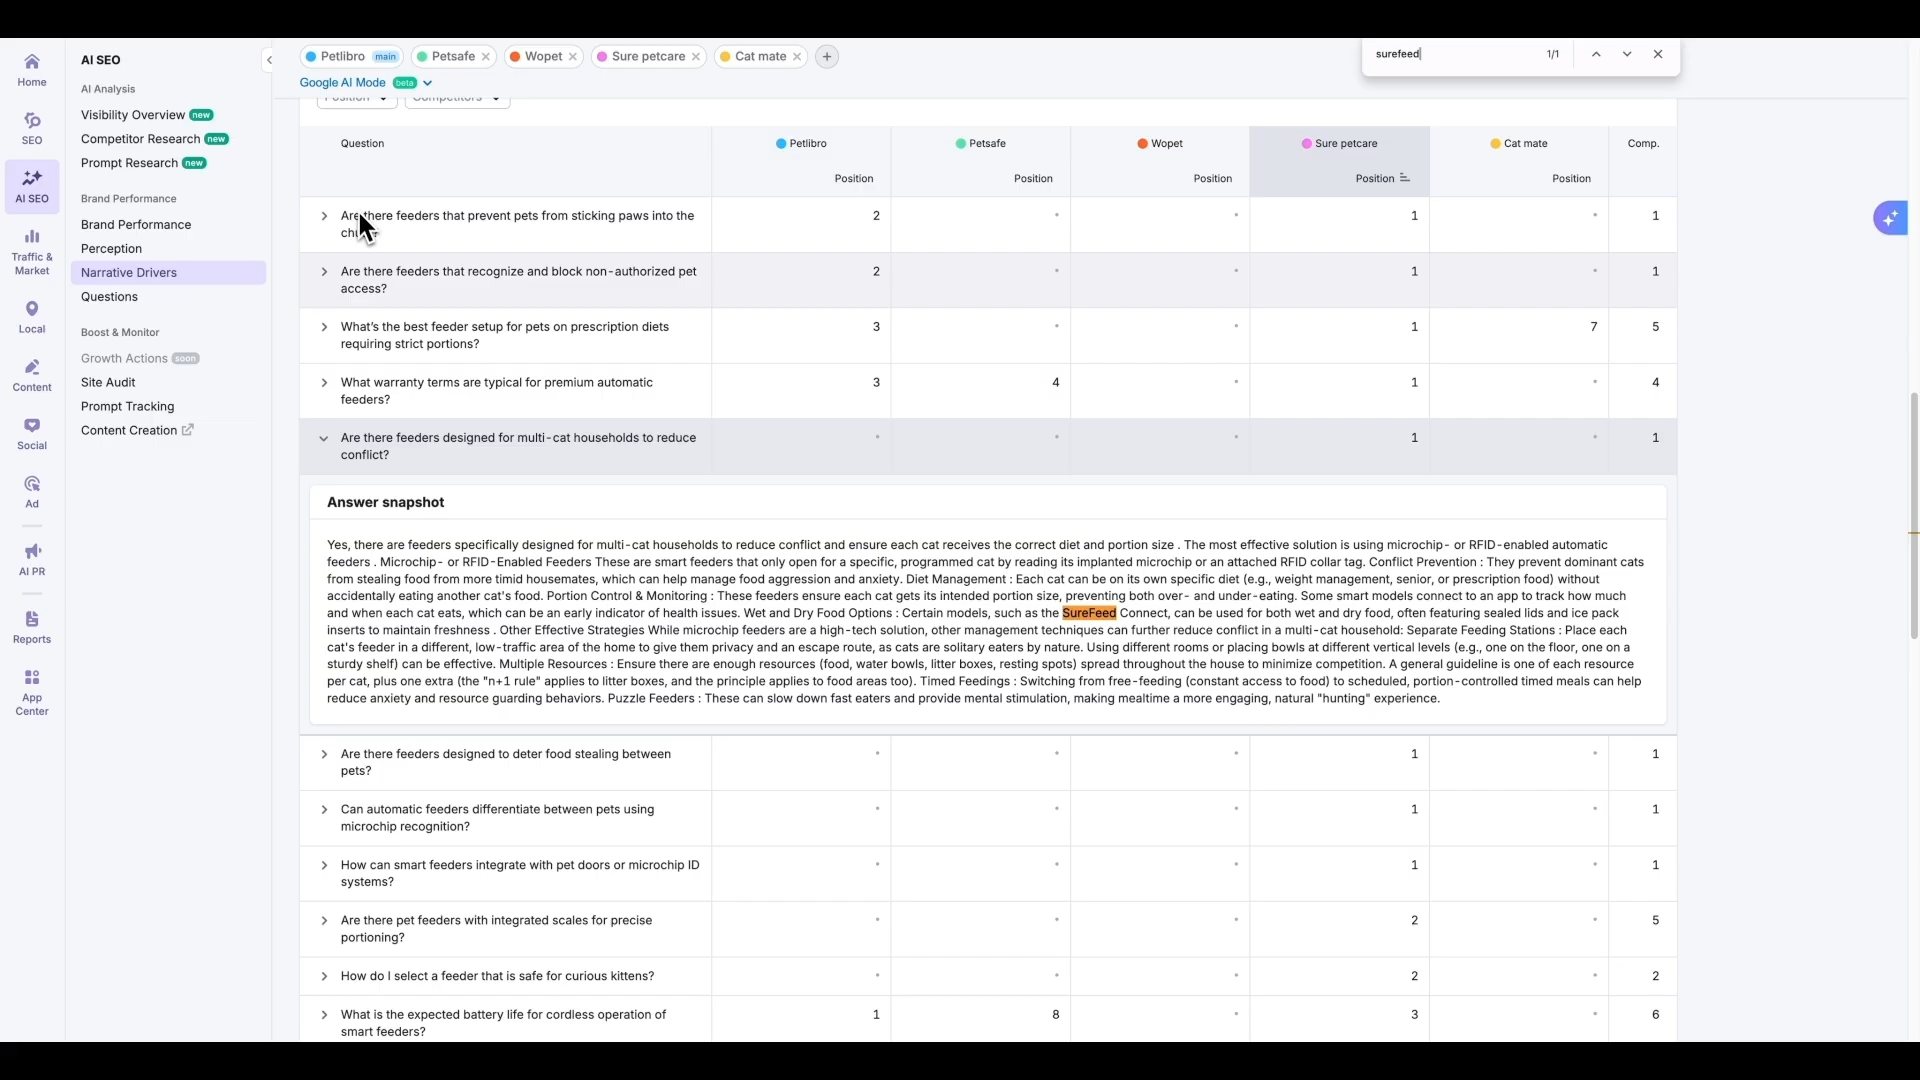 surefeed
1/1
Petlibro main
Petsafe
Wopet
Sure petcare
Cat mate
Google AI Mode beta
Position
Competitors
Home
SEO
AI SEO
Traffic &
Market
Local
Content
Social
Ad
AI PR
Reports
App
Center
AI SEO
AI Analysis
Visibility Overview new
Competitor Research new
Prompt Research new
Brand Performance
Brand Performance
Perception
Narrative Drivers
Questions
Boost & Monitor
Growth Actions soon
Site Audit
Prompt Tracking
Content Creation
Question Petlibro Petsafe Wopet Sure petcare Cat mate Comp.
Position Position Position Position Position
Are there feeders that prevent pets from sticking paws into the 2 1 1
Are there feeders that recognize and block non-authorized pet 2 1 1
access?
What's the best feeder setup for pets on prescription diets 3 1 7 5
requiring strict portions?
What warranty terms are typical for premium automatic 3 4 1 4
feeders?
Are there feeders designed for multi-cat households to reduce 1 1
conflict?
Answer snapshot
Yes, there are feeders specifically designed for multi-cat households to reduce conflict and ensure each cat receives the correct diet and portion size . The most effective solution is using microchip- or RFID-enabled automatic
feeders . Microchip- or RFID-Enabled Feeders These are smart feeders that only open for a specific, programmed cat by reading its implanted microchip or an attached RFID collar tag. Conflict Prevention : They prevent dominant cats
from stealing food from more timid housemates, which can help manage food aggression and anxiety. Diet Management : Each cat can be on its own specific diet (e.g., weight management, senior, or prescription food) without
accidentally eating another cat's food. Portion Control & Monitoring : These feeders ensure each cat gets its intended portion size, preventing both over- and under-eating. Some smart models connect to an app to track how much
and when each cat eats, which can be an early indicator of health issues. Wet and Dry Food Options : Certain models, such as the SureFeed Connect, can be used for both wet and dry food, often featuring sealed lids and ice pack
inserts to maintain freshness . Other Effective Strategies While microchip feeders are a high-tech solution, other management techniques can further reduce conflict in a multi-cat household: Separate Feeding Stations : Place each
cat's feeder in a different, low-traffic area of the home to give them privacy and an escape route, as cats are solitary eaters by nature. Using different rooms or placing bowls at different vertical levels (e.g., one on the floor, one on a
sturdy shelf) can be effective. Multiple Resources : Ensure there are enough resources (food, water bowls, litter boxes, resting spots) spread throughout the house to minimize competition. A general guideline is one of each resource
per cat, plus one extra (the "n+1 rule" applies to litter boxes, and the principle applies to food areas too). Timed Feedings : Switching from free-feeding (constant access to food) to scheduled, portion-controlled timed meals can help
reduce anxiety and resource guarding behaviors. Puzzle Feeders : These can slow down fast eaters and provide mental stimulation, making mealtime a more engaging, natural "hunting" experience.
Are there feeders designed to deter food stealing between 1 1
pets?
Can automatic feeders differentiate between pets using 1 1
microchip recognition?
How can smart feeders integrate with pet doors or microchip ID 1 1
systems?
Are there pet feeders with integrated scales for precise 2 5
portioning?
How do I select a feeder that is safe for curious kittens? 2 2
What is the expected battery life for cordless operation of 1 8 3 6
smart feeders?